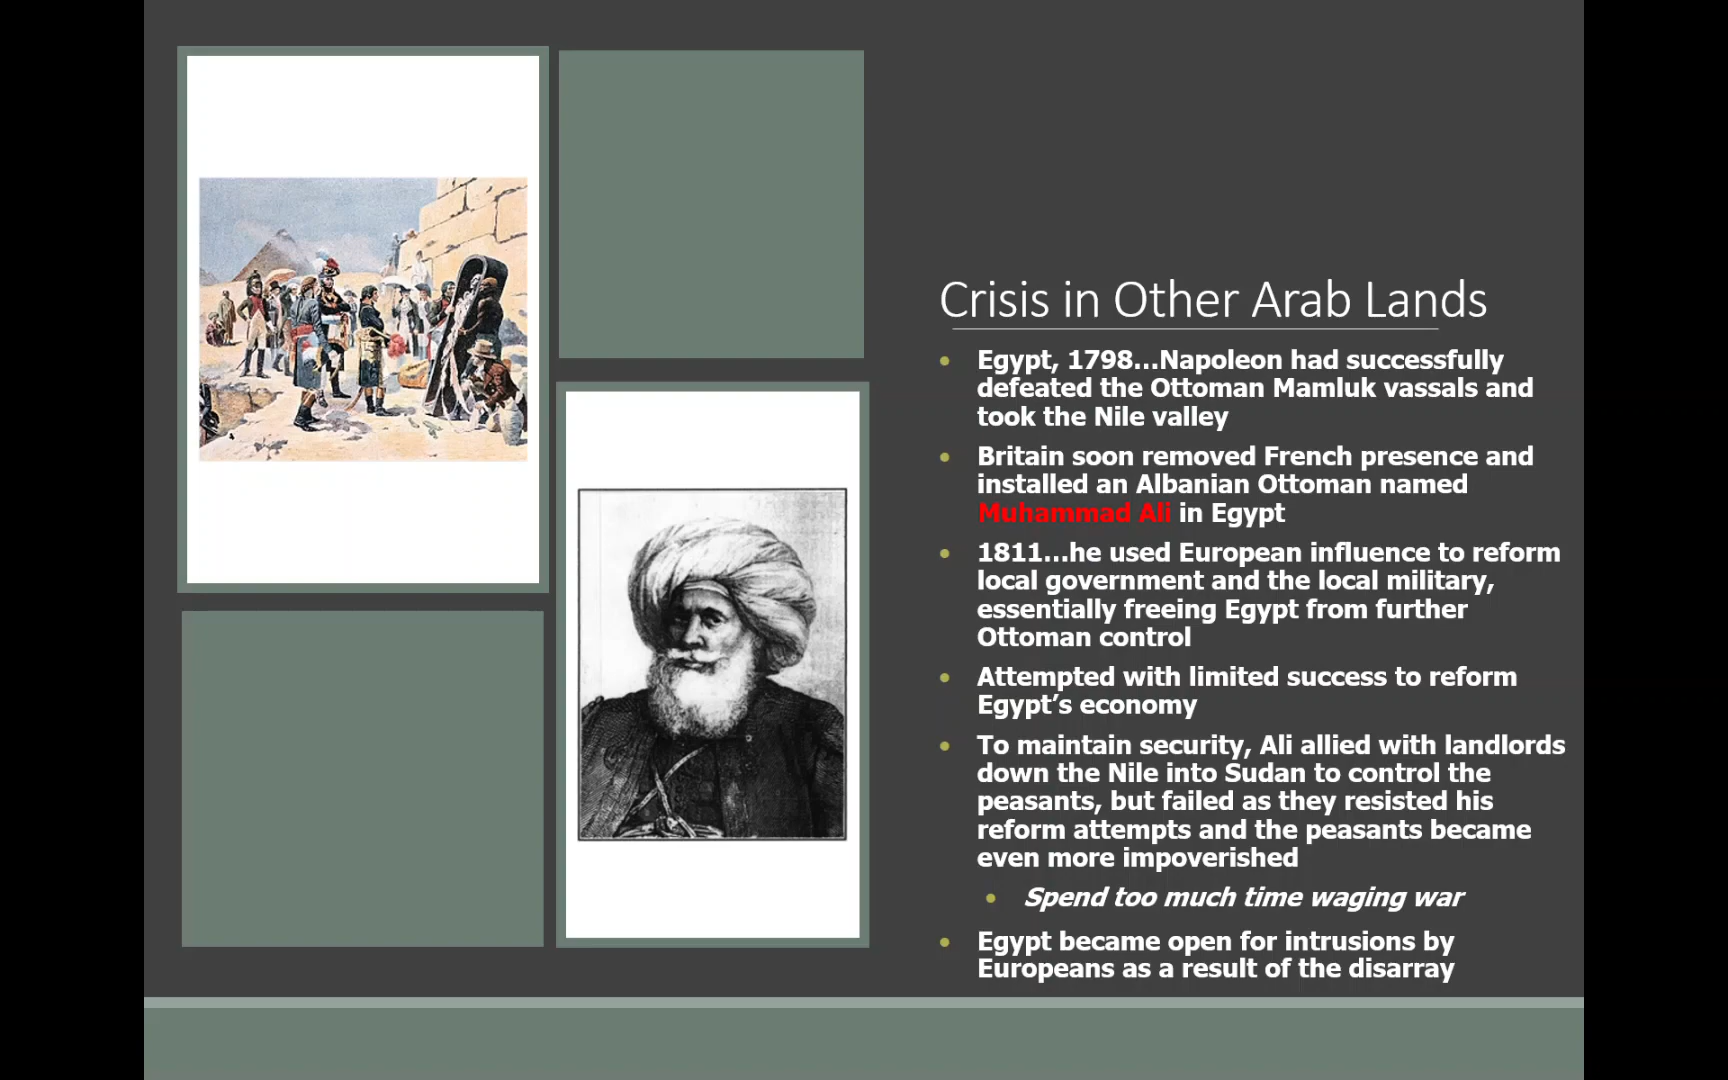 Crisis in Other Arab Lands
Egypt, 1798...Napoleon had successfully
defeated the Ottoman Mamluk vassals and
took the Nile valley
Britain soon removed French presence and
installed an Albanian Ottoman named
Muhammad Ali in Egypt
1811...he used European influence to reform
local government and the local military,
essentially freeing Egypt from further
Ottoman control
Attempted with limited success to reform
Egypt’s economy
To maintain security, Ali allied with landlords
down the Nile into Sudan to control the
peasants, but failed as they resisted his
reform attempts and the peasants became
even more impoverished
Spend too much time waging war
Egypt became open for intrusions by
Europeans as a result of the disarray